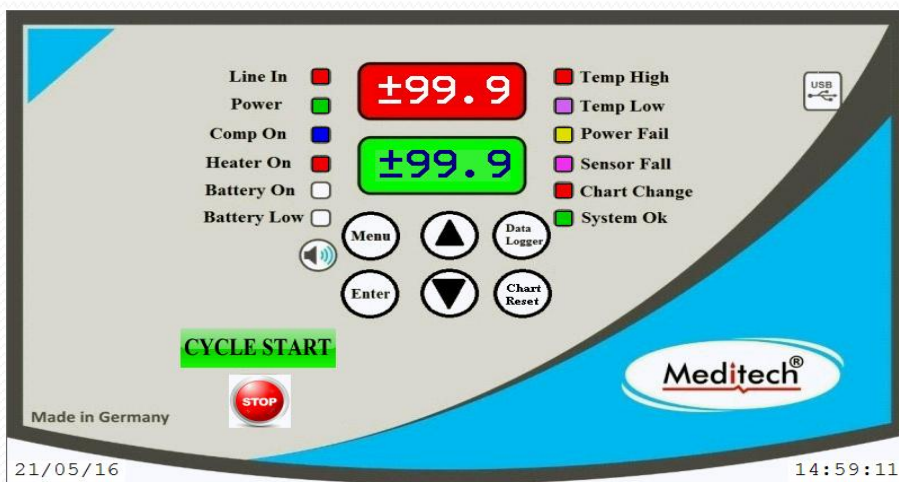 Line In
Power
Comp On
Heater On
Battery On
Battery Low
±99.9
±99.9
Temp High
Temp Low
Power Fail
Sensor Fall
Chart Change
System Ok
USB
Menu
Data
Logger
Enter
Chart
Reset
CYCLE START
STOP
Meditech®
Made in Germany
21/05/16
14:59:11